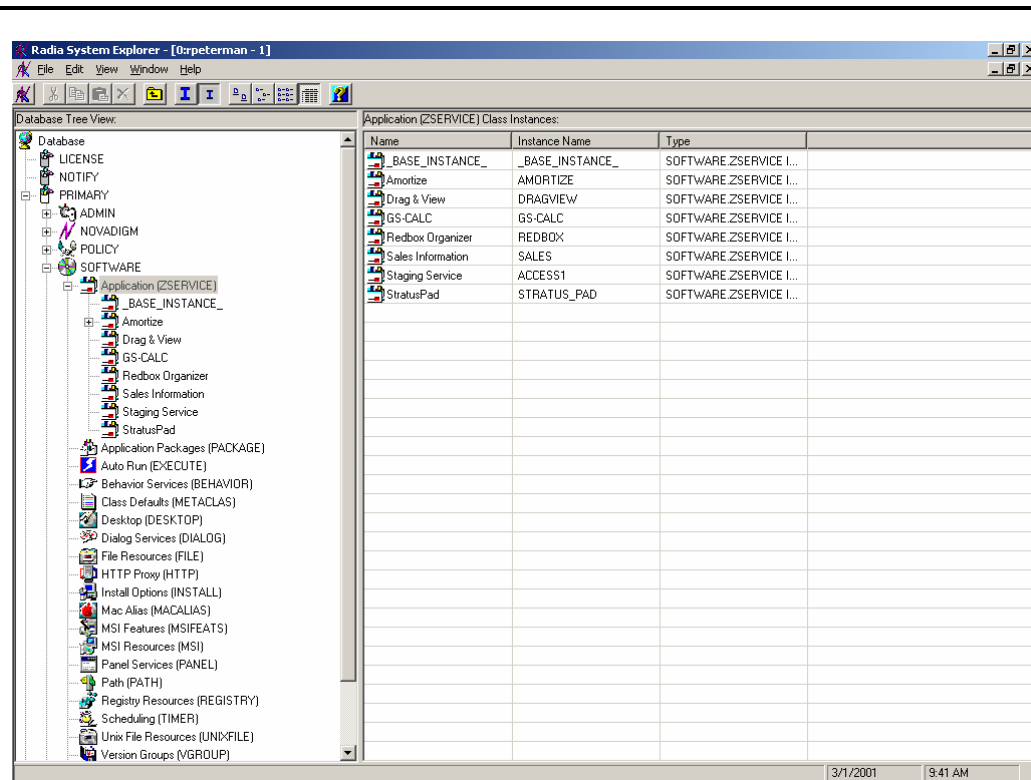 Radia System Explorer - [0:rpeterman - 1]
File Edit View Window Help
Database Tree View:
Application (ZSERVICE) Class Instances:
Database
LICENSE
NOTIFY
PRIMARY
ADMIN
NOVADIGM
POLICY
SOFTWARE
Application (ZSERVICE)
_BASE_INSTANCE_
Amortize
Drag & View
GS-CALC
Redbox Organizer
Sales Information
Staging Service
StratusPad
Application Packages (PACKAGE)
Auto Run (EXECUTE)
Behavior Services (BEHAVIOR)
Class Defaults (METACLAS)
Desktop (DESKTOP)
Dialog Services (DIALOG)
File Resources (FILE)
HTTP Proxy (HTTP)
Install Options (INSTALL)
Mac Alias (MACALIAS)
MSI Features (MSIFEATS)
MSI Resources (MSI)
Panel Services (PANEL)
Path (PATH)
Registry Resources (REGISTRY)
Scheduling (TIMER)
Unix File Resources (UNIXFILE)
Version Groups (VGROUP)
Name Instance Name Type
_BASE_INSTANCE_ _BASE_INSTANCE_ SOFTWARE.ZSERVICE I...
Amortize AMORTIZE SOFTWARE.ZSERVICE I...
Drag & View DRAGVIEW SOFTWARE.ZSERVICE I...
GS-CALC GS-CALC SOFTWARE.ZSERVICE I...
Redbox Organizer REDBOX SOFTWARE.ZSERVICE I...
Sales Information SALES SOFTWARE.ZSERVICE I...
Staging Service ACCESS1 SOFTWARE.ZSERVICE I...
StratusPad STRATUS_PAD SOFTWARE.ZSERVICE I...
3/1/2001 9:41 AM